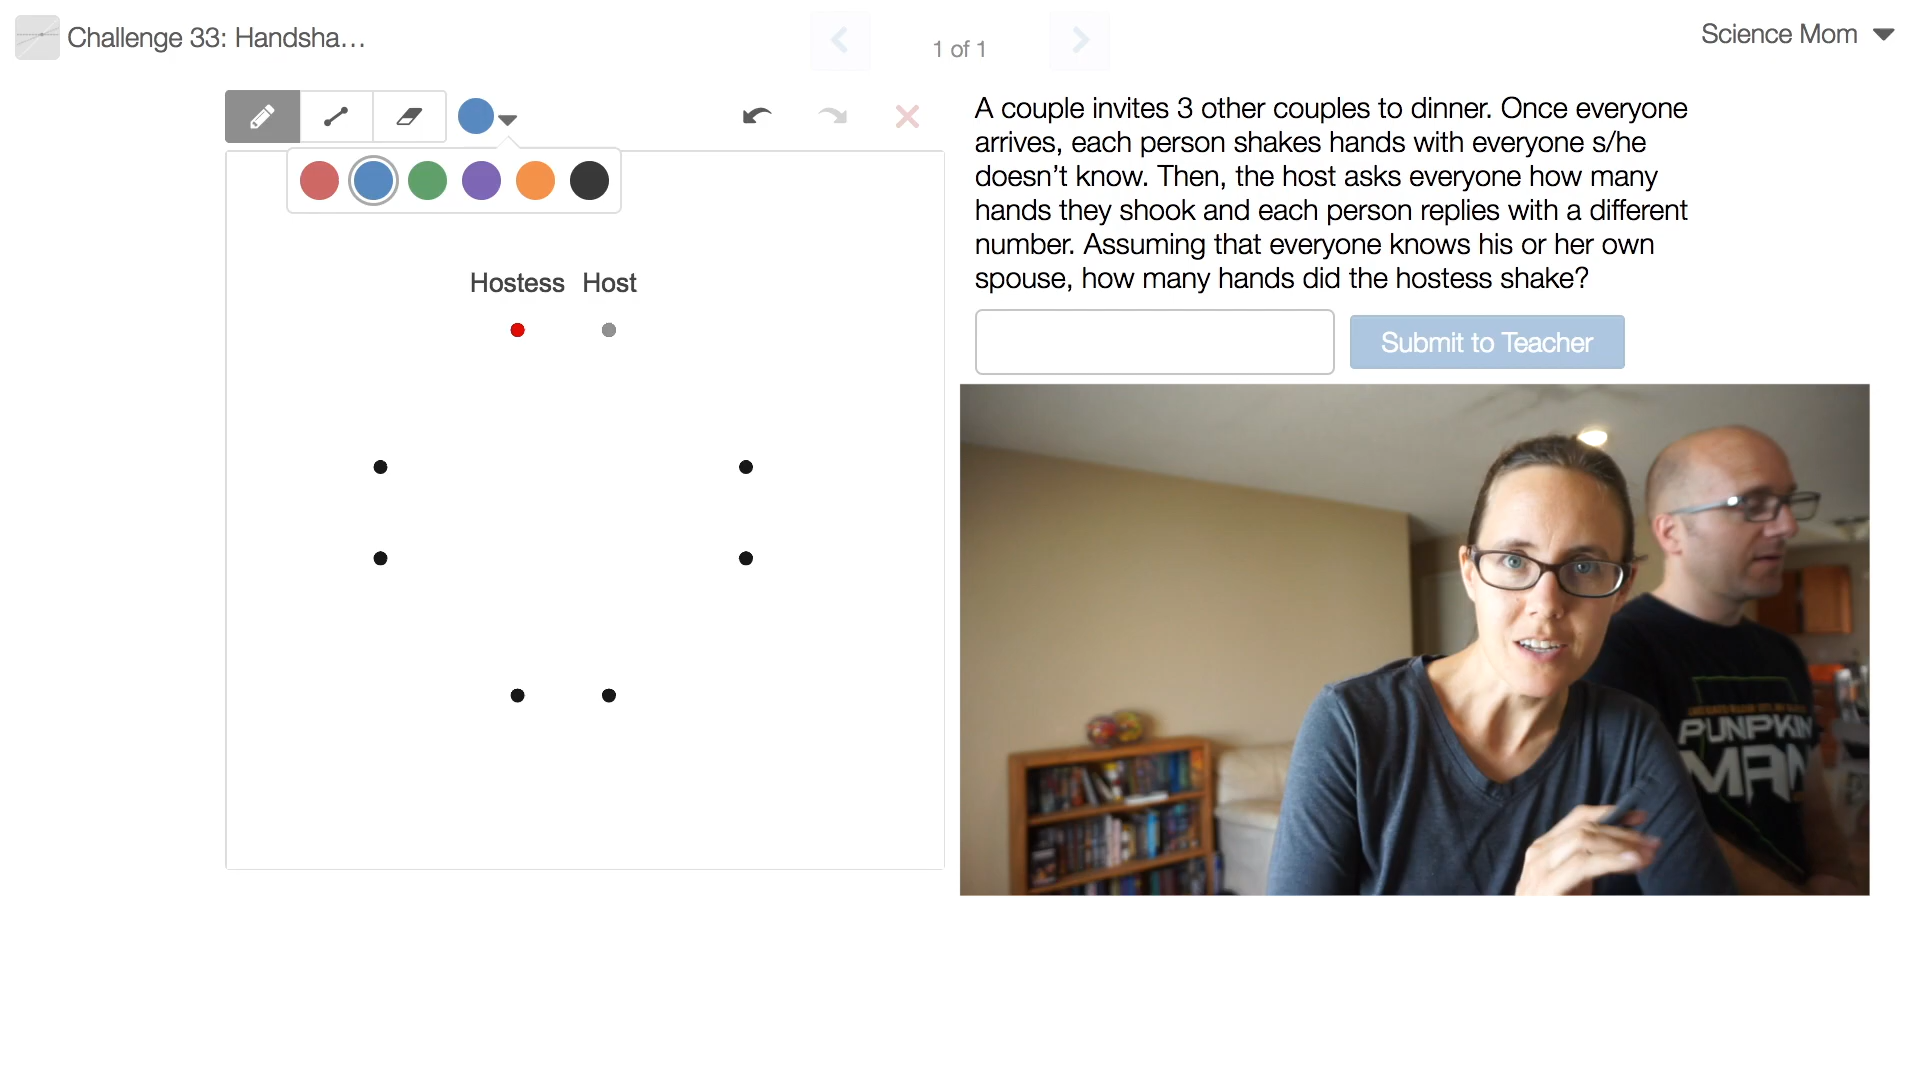 Challenge 33: Handsha…
1 of 1
Science Mom
A couple invites 3 other couples to dinner. Once everyone
arrives, each person shakes hands with everyone s/he
doesn’t know. Then, the host asks everyone how many
hands they shook and each person replies with a different
number. Assuming that everyone knows his or her own
spouse, how many hands did the hostess shake?
Submit to Teacher
Hostess Host
PUNPKIN
MAN